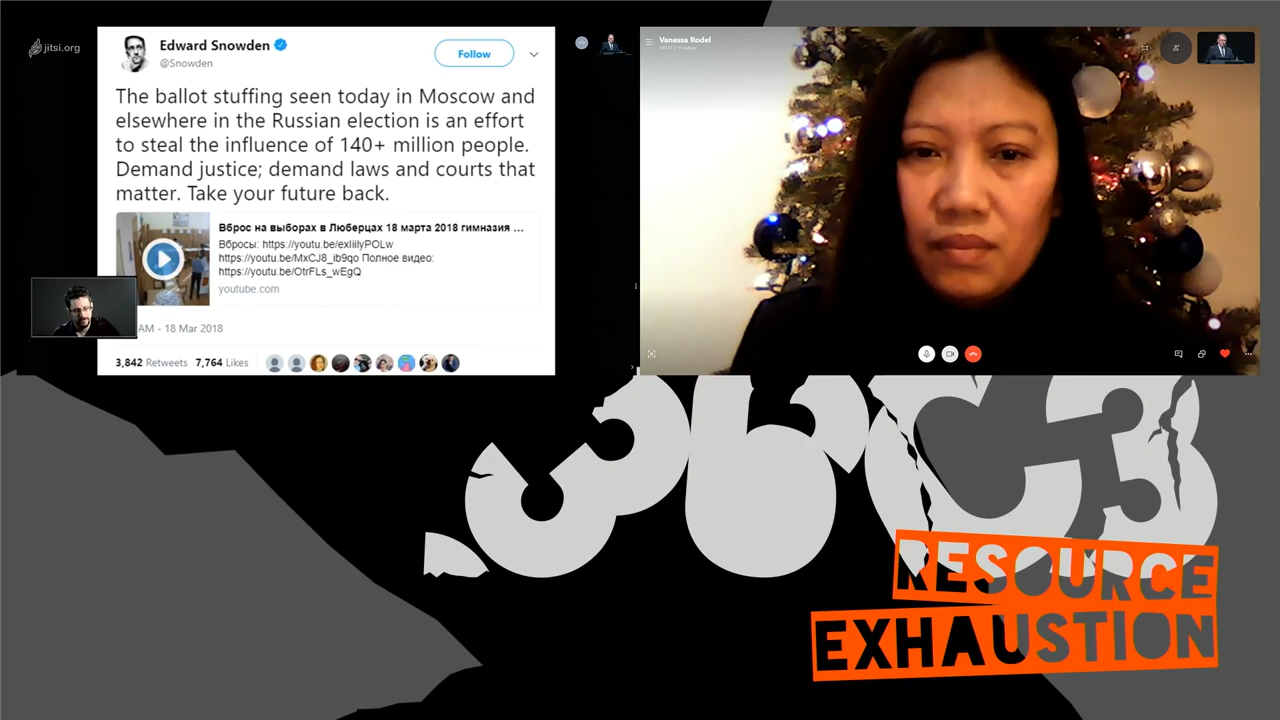 jitsi.org
Edward Snowden
@Snowden
Follow
The ballot stuffing seen today in Moscow and
elsewhere in the Russian election is an effort
to steal the influence of 140+ million people.
Demand justice; demand laws and courts that
matter. Take your future back.
Вброс на выборах в Люберцах 18 марта 2018 гимназия ...
Вбросы: https://youtu.be/exIiilyPOLw
https://youtu.be/MxCJ8_ib9qo Полное видео:
https://youtu.be/OtrFLs_wEgQ
youtube.com
AM - 18 Mar 2018
3,842 Retweets 7,764 Likes
Vanessa Rodel
36C3
RESOURCE
EXHAUSTION